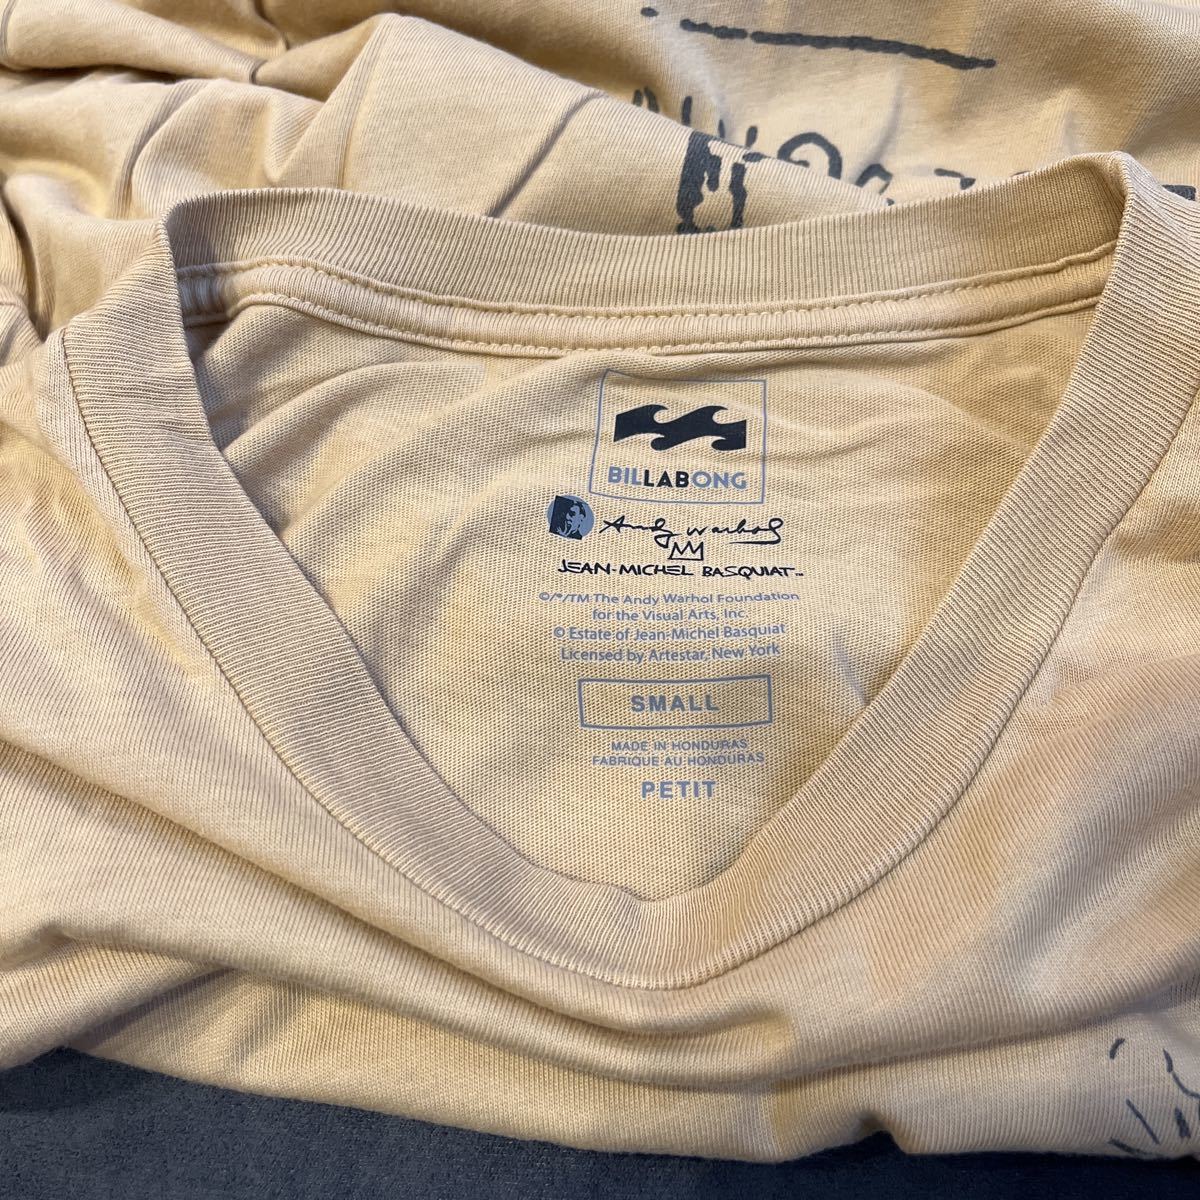 BILLABONG
Andy Warhol
JEAN-MICHEL BASQUIAT™
©/®/TM The Andy Warhol Foundation
for the Visual Arts, Inc.
© Estate of Jean-Michel Basquiat
Licensed by Artestar, New York
SMALL
MADE IN HONDURAS
FABRIQUE AU HONDURAS
PETIT